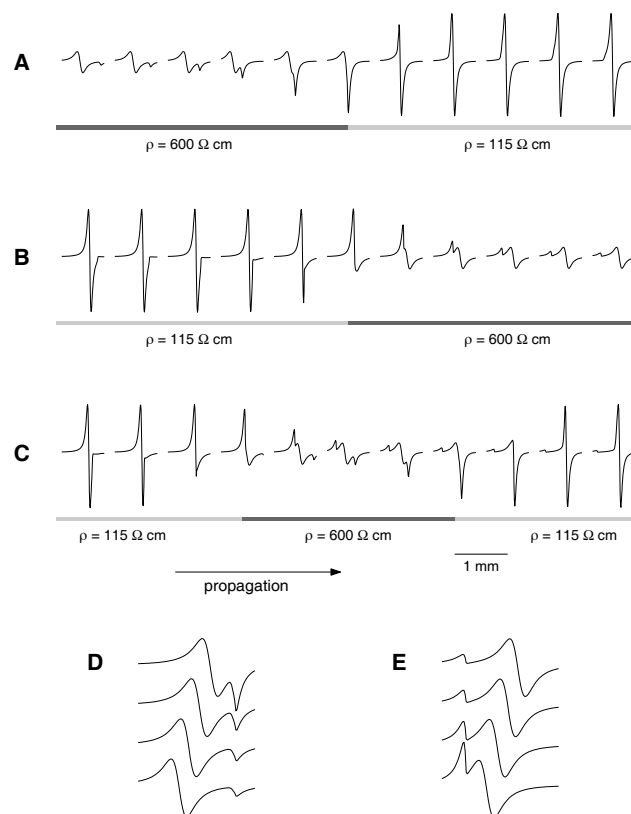 A
ρ = 600 Ω cm ρ = 115 Ω cm
B
ρ = 115 Ω cm ρ = 600 Ω cm
C
ρ = 115 Ω cm ρ = 600 Ω cm ρ = 115 Ω cm
1 mm
propagation
D E